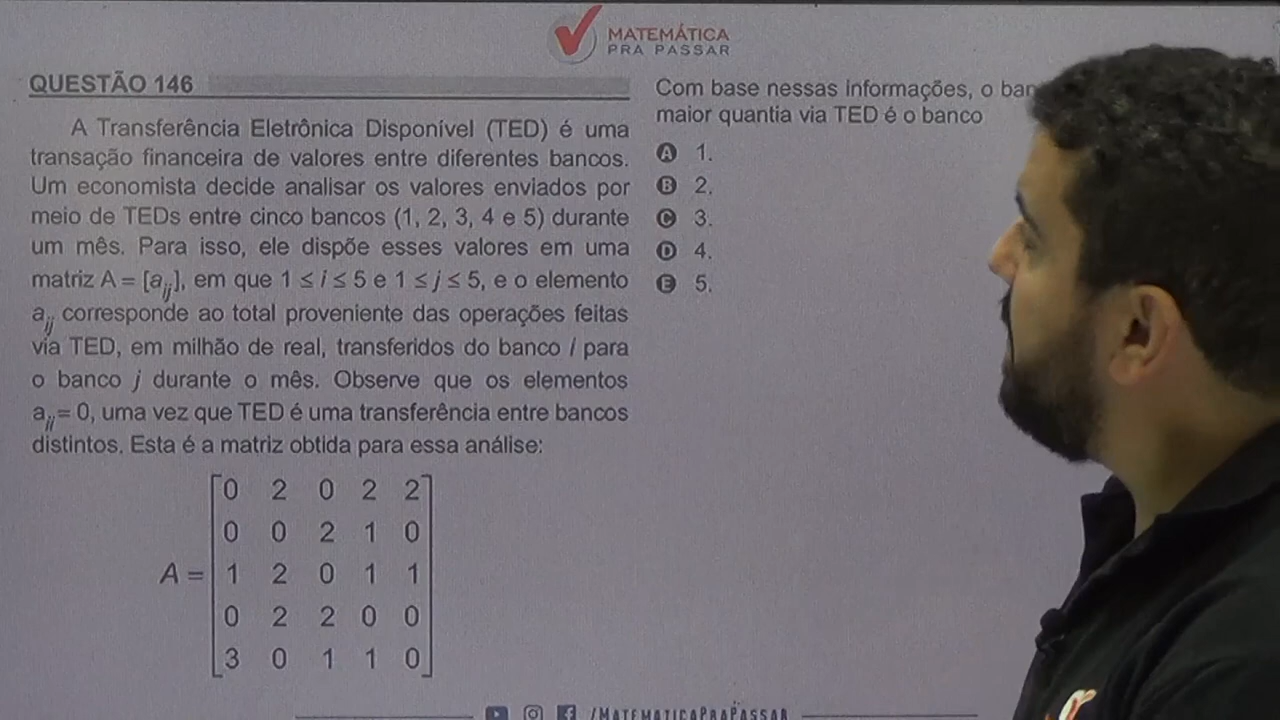 MATEMÁTICA
PRA PASSAR
QUESTÃO 146
A Transferência Eletrônica Disponível (TED) é uma
transação financeira de valores entre diferentes bancos.
Um economista decide analisar os valores enviados por
meio de TEDs entre cinco bancos (1, 2, 3, 4 e 5) durante
um mês. Para isso, ele dispõe esses valores em uma
matriz A = [aij], em que 1 ≤ i ≤ 5 e 1 ≤ j ≤ 5, e o elemento
aij corresponde ao total proveniente das operações feitas
via TED, em milhão de real, transferidos do banco i para
o banco j durante o mês. Observe que os elementos
aii = 0, uma vez que TED é uma transferência entre bancos
distintos. Esta é a matriz obtida para essa análise:
A =
0 2 0 2 2
0 0 2 1 0
1 2 0 1 1
0 2 2 0 0
3 0 1 1 0
Com base nessas informações, o
maior quantia via TED é o banco
A 1.
B 2.
C 3.
D 4.
E 5.
/MATEMATICAPRAPASSAR